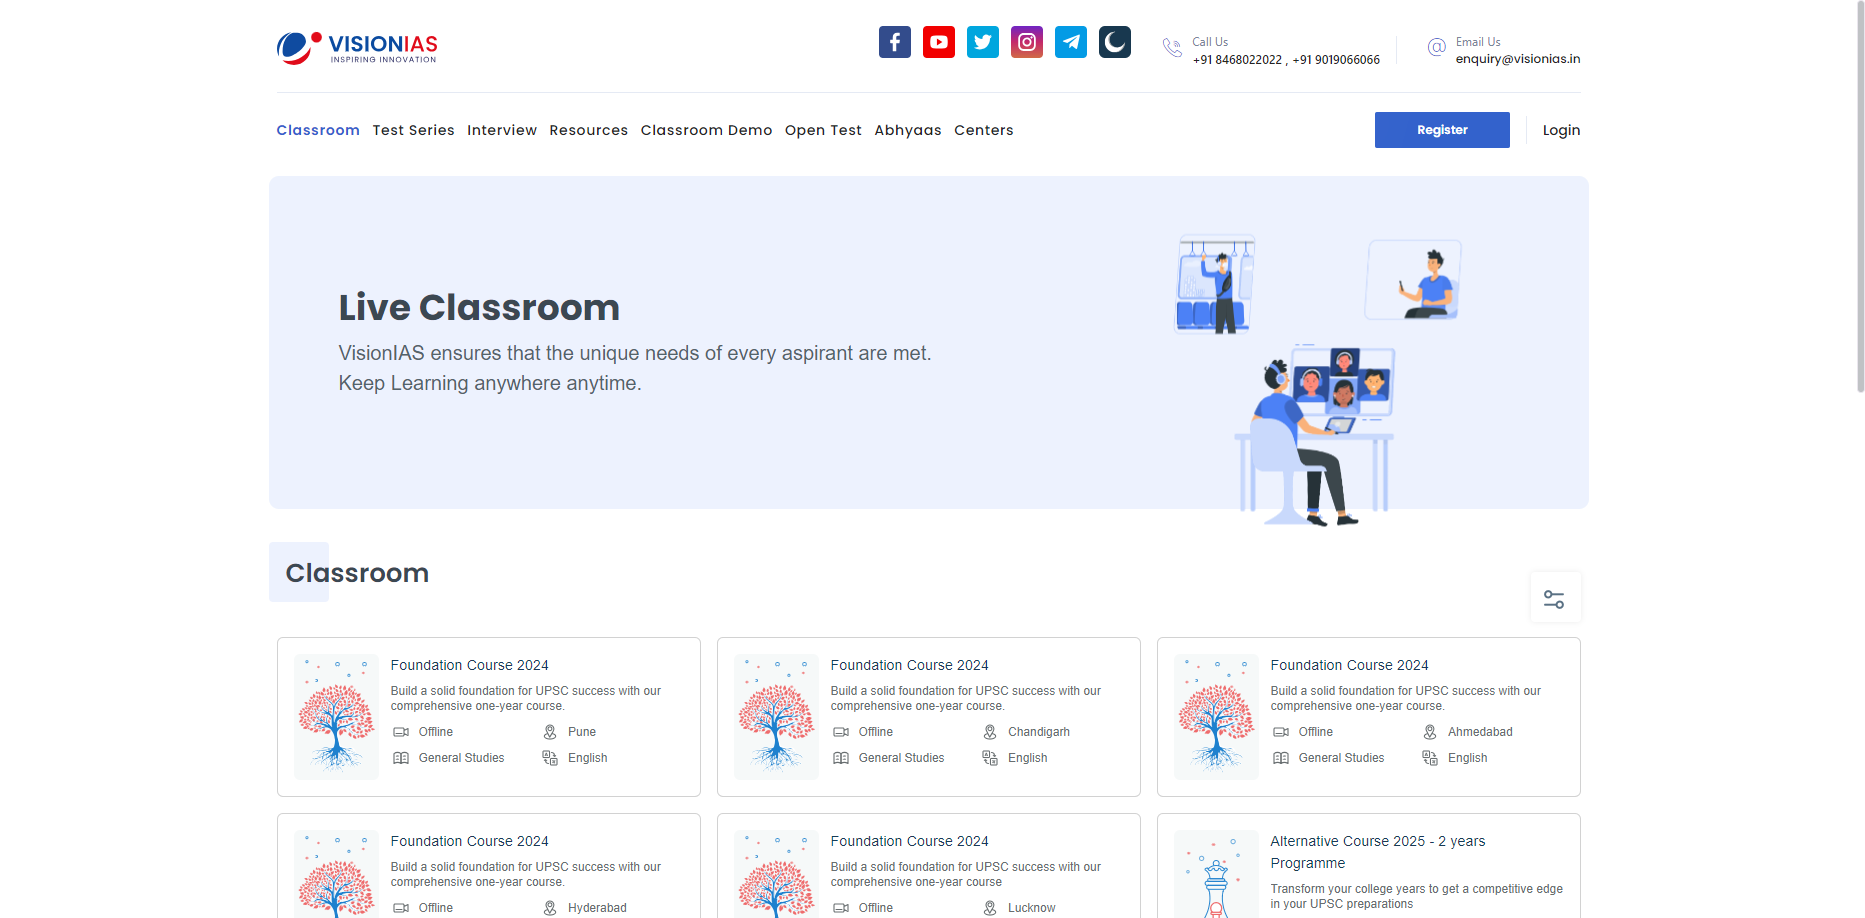 VISIONIAS
INSPIRING INNOVATION
Call Us
+91 8468022022 , +91 9019066066
Email Us
enquiry@visionias.in
Classroom Test Series Interview Resources Classroom Demo Open Test Abhyaas Centers
Register
Login
Live Classroom
VisionIAS ensures that the unique needs of every aspirant are met.
Keep Learning anywhere anytime.
Classroom
Foundation Course 2024
Build a solid foundation for UPSC success with our
comprehensive one-year course.
Offline
Pune
General Studies
English
Foundation Course 2024
Build a solid foundation for UPSC success with our
comprehensive one-year course.
Offline
Chandigarh
General Studies
English
Foundation Course 2024
Build a solid foundation for UPSC success with our
comprehensive one-year course.
Offline
Ahmedabad
General Studies
English
Foundation Course 2024
Build a solid foundation for UPSC success with our
comprehensive one-year course.
Offline
Hyderabad
Foundation Course 2024
Build a solid foundation for UPSC success with our
comprehensive one-year course
Offline
Lucknow
Alternative Course 2025 - 2 years
Programme
Transform your college years to get a competitive edge
in your UPSC preparations